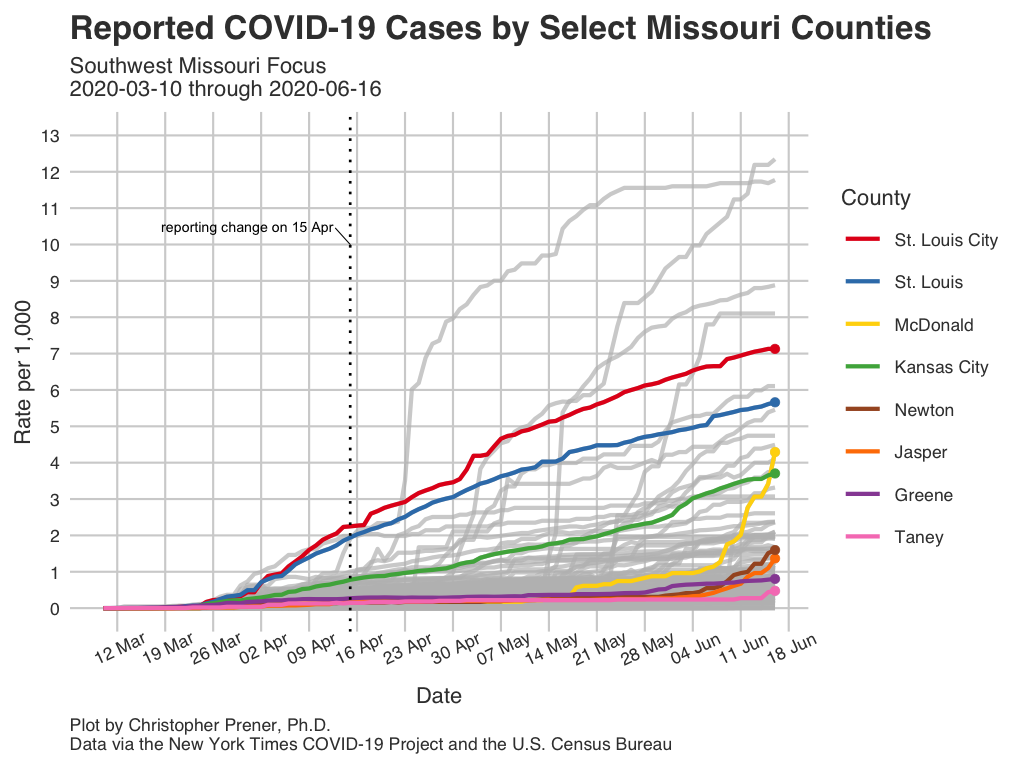 Reported COVID-19 Cases by Select Missouri Counties
Southwest Missouri Focus
2020-03-10 through 2020-06-16
13
12
11
10
9
8
7
6
5
4
3
2
1
0
Rate per 1,000
reporting change on 15 Apr
12 Mar
19 Mar
26 Mar
02 Apr
09 Apr
16 Apr
23 Apr
30 Apr
07 May
14 May
21 May
28 May
04 Jun
11 Jun
18 Jun
Date
County
St. Louis City
St. Louis
McDonald
Kansas City
Newton
Jasper
Greene
Taney
Plot by Christopher Prener, Ph.D.
Data via the New York Times COVID-19 Project and the U.S. Census Bureau